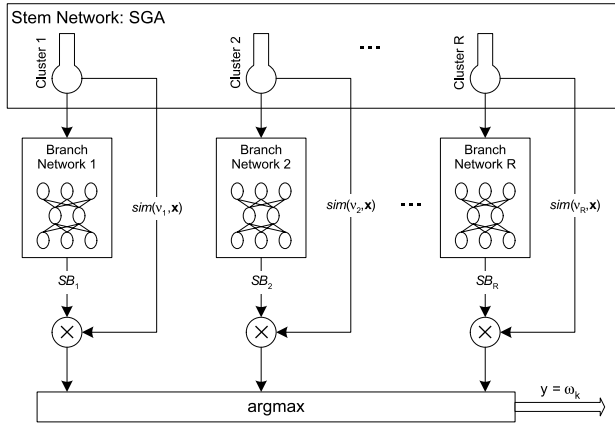 Stem Network: SGA
Cluster 1
Cluster 2
...
Cluster R
Branch
Network 1
Branch
Network 2
Branch
Network R
sim(ν₁,x)
sim(ν₂,x)
...
sim(νR,x)
SB₁
SB₂
SBR
×
×
×
argmax
y = ωk